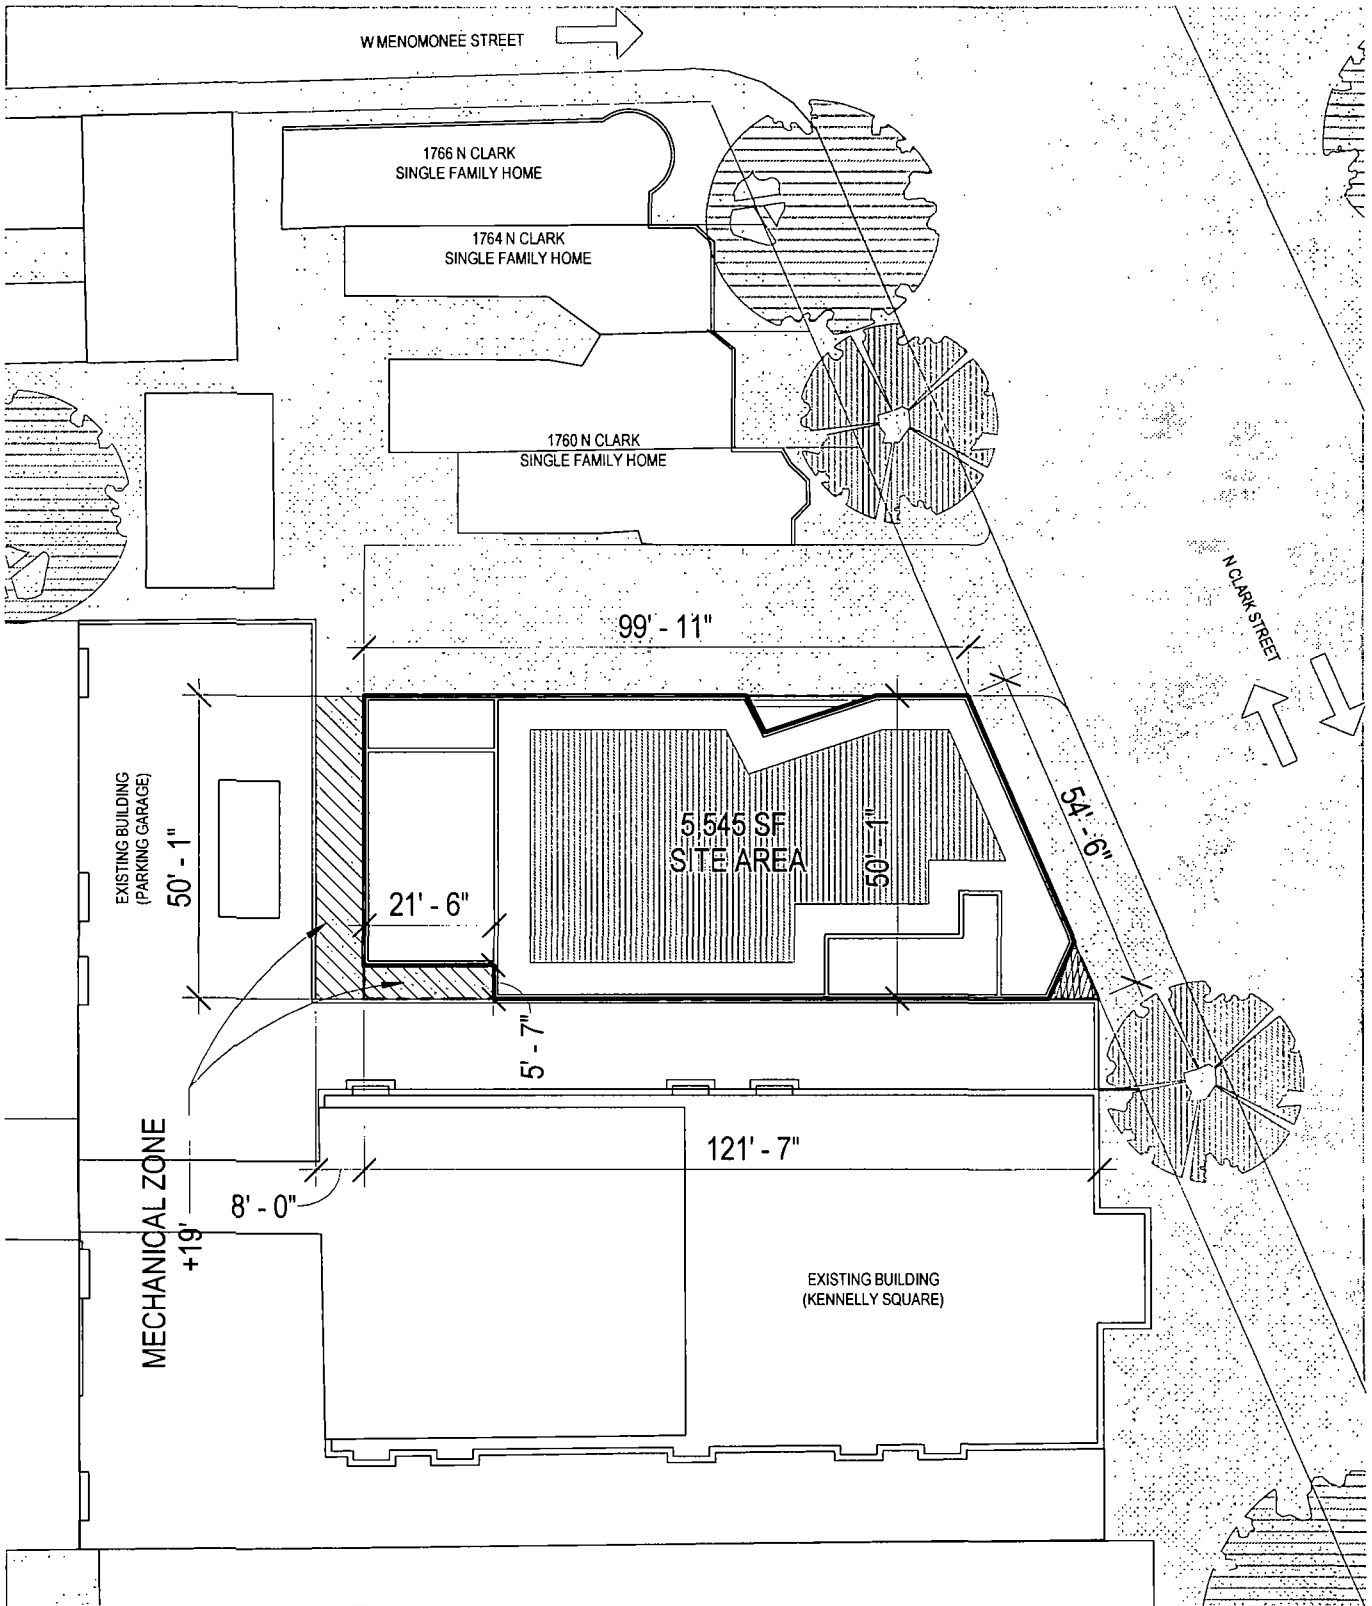 W MENOMONEE STREET
1766 N CLARK
SINGLE FAMILY HOME
1764 N CLARK
SINGLE FAMILY HOME
1760 N CLARK
SINGLE FAMILY HOME
N CLARK STREET
99' - 11"
EXISTING BUILDING
(PARKING GARAGE)
50' - 1"
5,545 SF
SITE AREA
50' - 1"
54' - 6"
21' - 6"
5' - 7"
MECHANICAL ZONE
+19'
8' - 0"
121' - 7"
EXISTING BUILDING
(KENNELLY SQUARE)